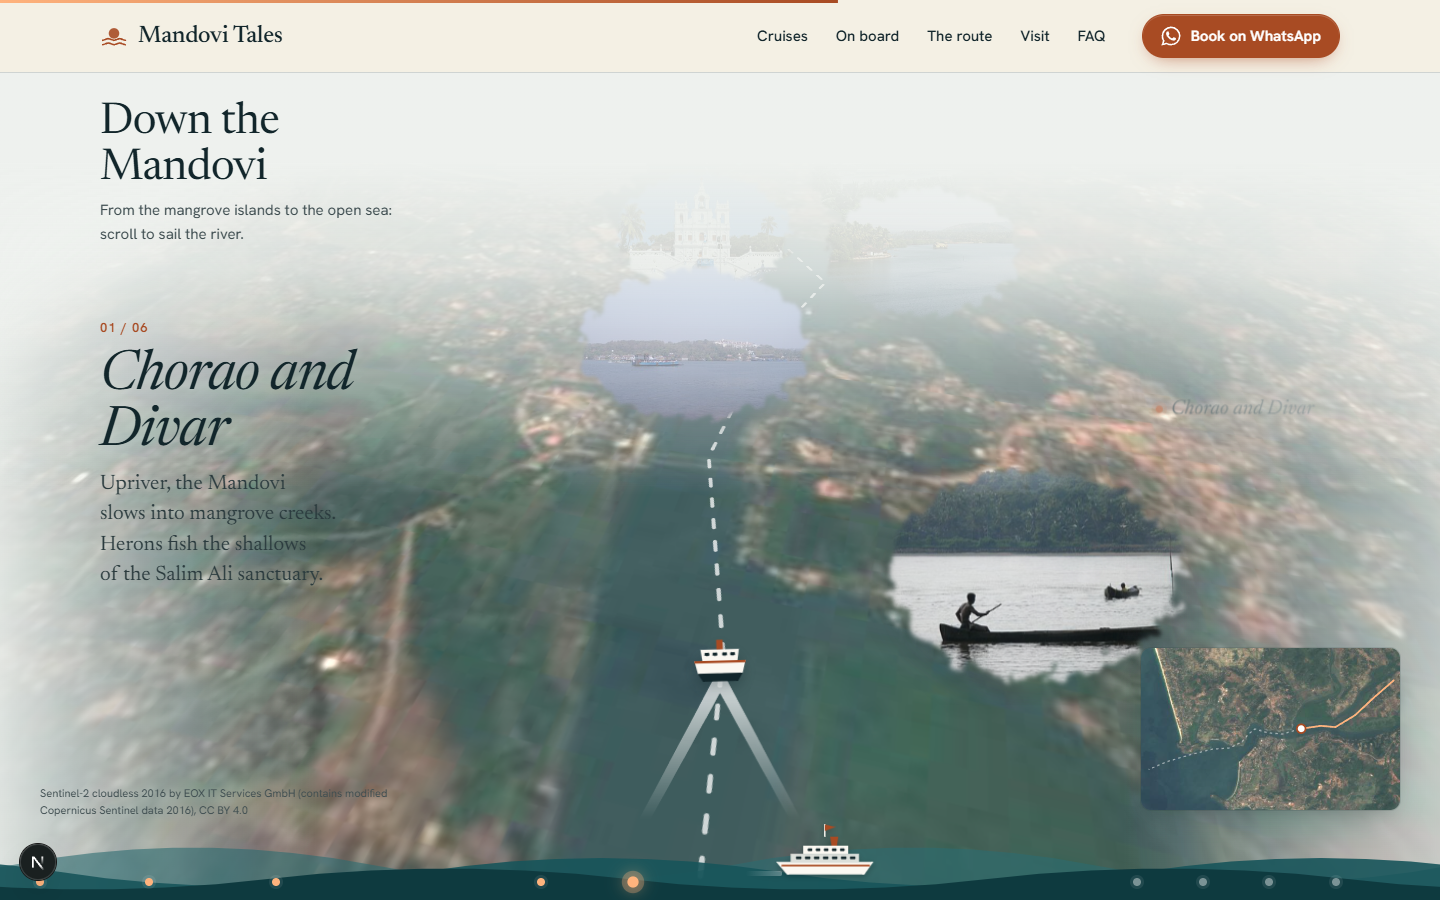 Mandovi Tales
Cruises
On board
The route
Visit
FAQ
Book on WhatsApp
Down the
Mandovi
From the mangrove islands to the open sea:
scroll to sail the river.
01 / 06
Chorao and
Divar
Chorao and Divar
Upriver, the Mandovi
slows into mangrove creeks.
Herons fish the shallows
of the Salim Ali sanctuary.
Sentinel-2 cloudless 2016 by EOX IT Services GmbH (contains modified
Copernicus Sentinel data 2016), CC BY 4.0
N